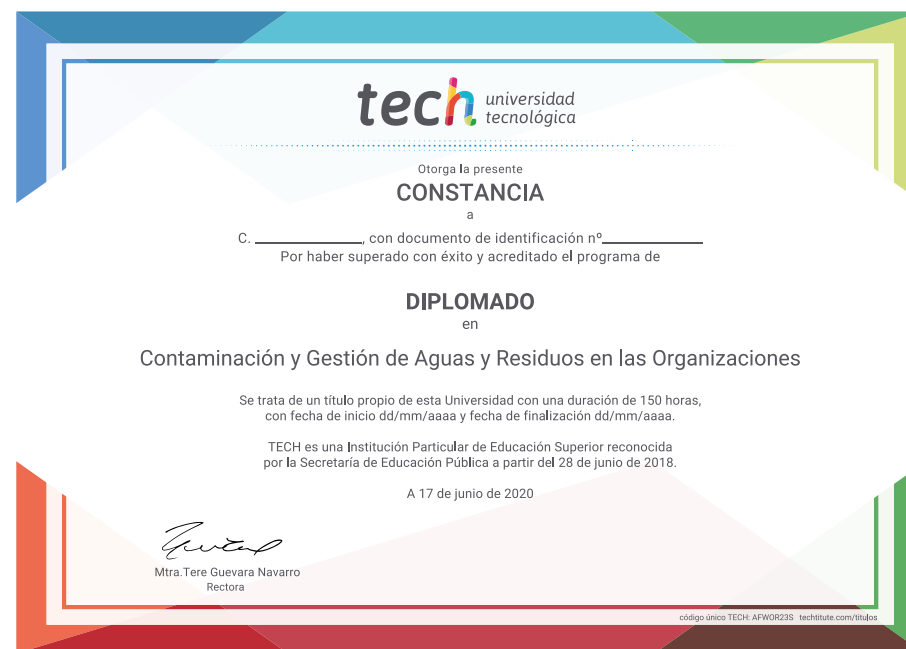 tech universidad
tecnológica
Otorga la presente
CONSTANCIA
a
C. ____________, con documento de identificación nº____________
Por haber superado con éxito y acreditado el programa de
DIPLOMADO
en
Contaminación y Gestión de Aguas y Residuos en las Organizaciones
Se trata de un título propio de esta Universidad con una duración de 150 horas,
con fecha de inicio dd/mm/aaaa y fecha de finalización dd/mm/aaaa.
TECH es una Institución Particular de Educación Superior reconocida
por la Secretaría de Educación Pública a partir del 28 de junio de 2018.
A 17 de junio de 2020
Mtra.Tere Guevara Navarro
Rectora
código único TECH: AFWOR23S techtitute.com/titulos